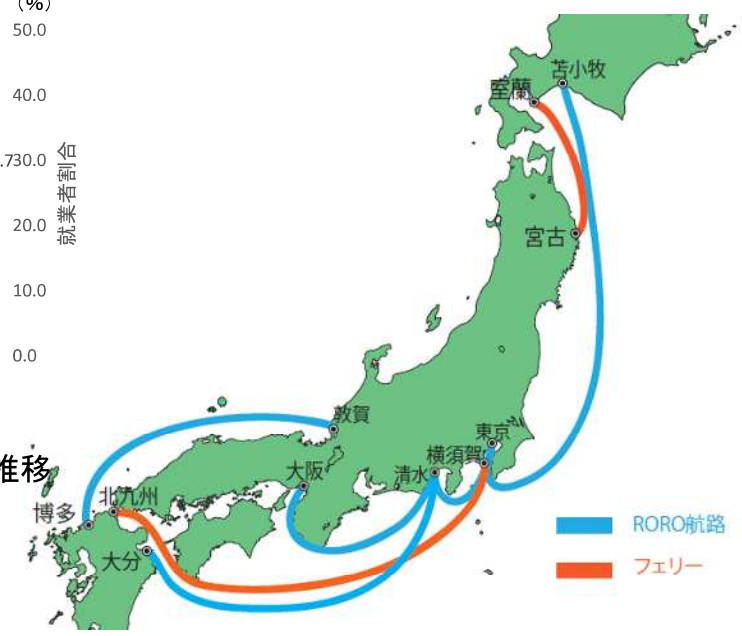 (%)
50.0
40.0
.730.0
20.0
10.0
0.0
就業者割合
推移
苫小牧
室蘭
宮古
敦賀
東京
横須賀
清水
大阪
北九州
博多
大分
RORO航路
フェリー